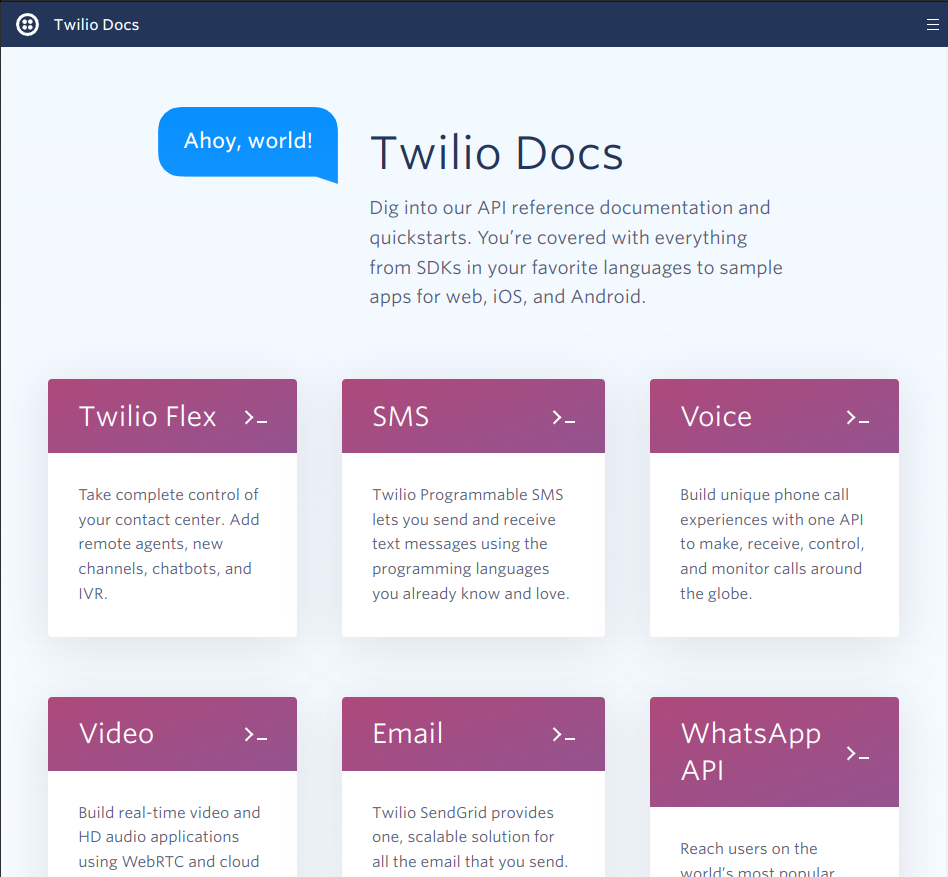 Twilio Docs
Ahoy, world!
Twilio Docs
Dig into our API reference documentation and
quickstarts. You’re covered with everything
from SDKs in your favorite languages to sample
apps for web, iOS, and Android.
Twilio Flex
Take complete control of
your contact center. Add
remote agents, new
channels, chatbots, and
IVR.
SMS
Twilio Programmable SMS
lets you send and receive
text messages using the
programming languages
you already know and love.
Voice
Build unique phone call
experiences with one API
to make, receive, control,
and monitor calls around
the globe.
Video
Build real-time video and
HD audio applications
using WebRTC and cloud
Email
Twilio SendGrid provides
one, scalable solution for
all the email that you send.
WhatsApp
API
Reach users on the
world’s most popular